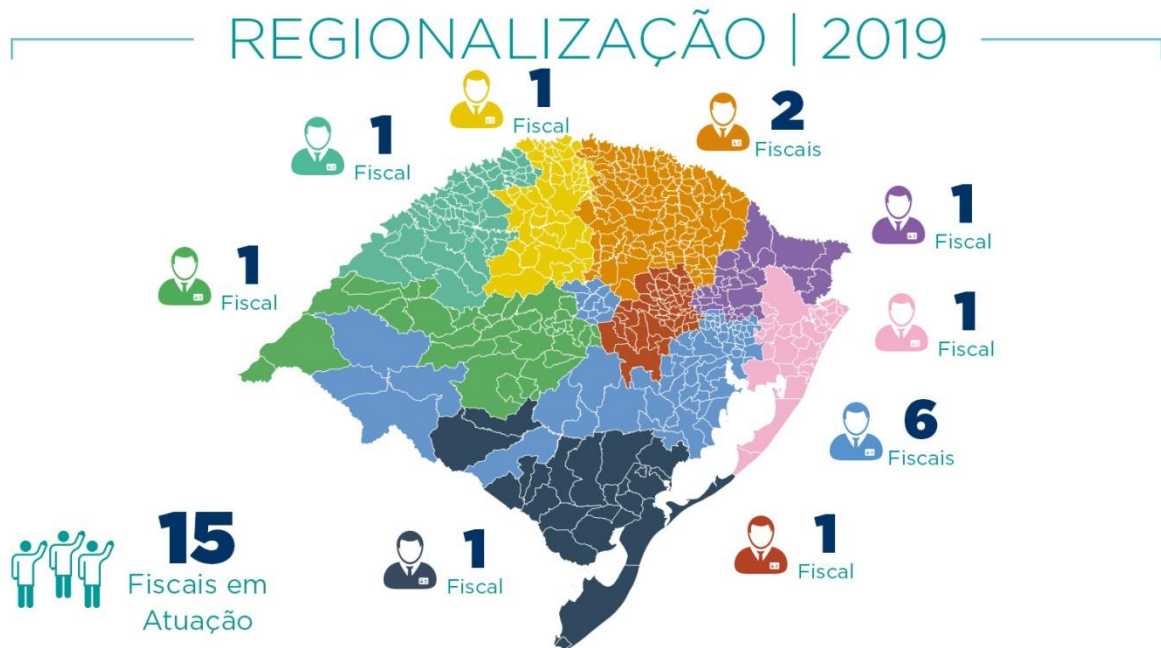 REGIONALIZAÇÃO | 2019
1
Fiscal
2
Fiscais
1
Fiscal
1
Fiscal
1
Fiscal
1
Fiscal
6
Fiscais
15
Fiscais em
Atuação
1
Fiscal
1
Fiscal